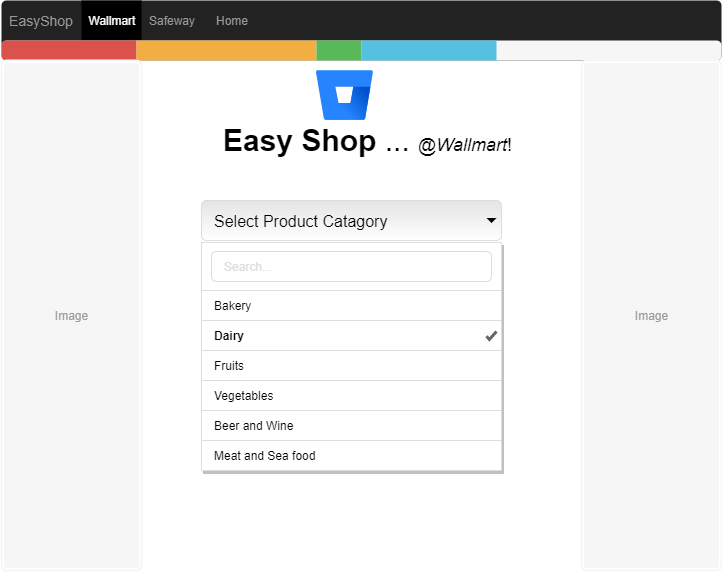 EasyShop Wallmart Safeway Home
Easy Shop ... @Wallmart!
Select Product Catagory
Search...
Bakery
Dairy
Image
Image
Fruits
Vegetables
Beer and Wine
Meat and Sea food